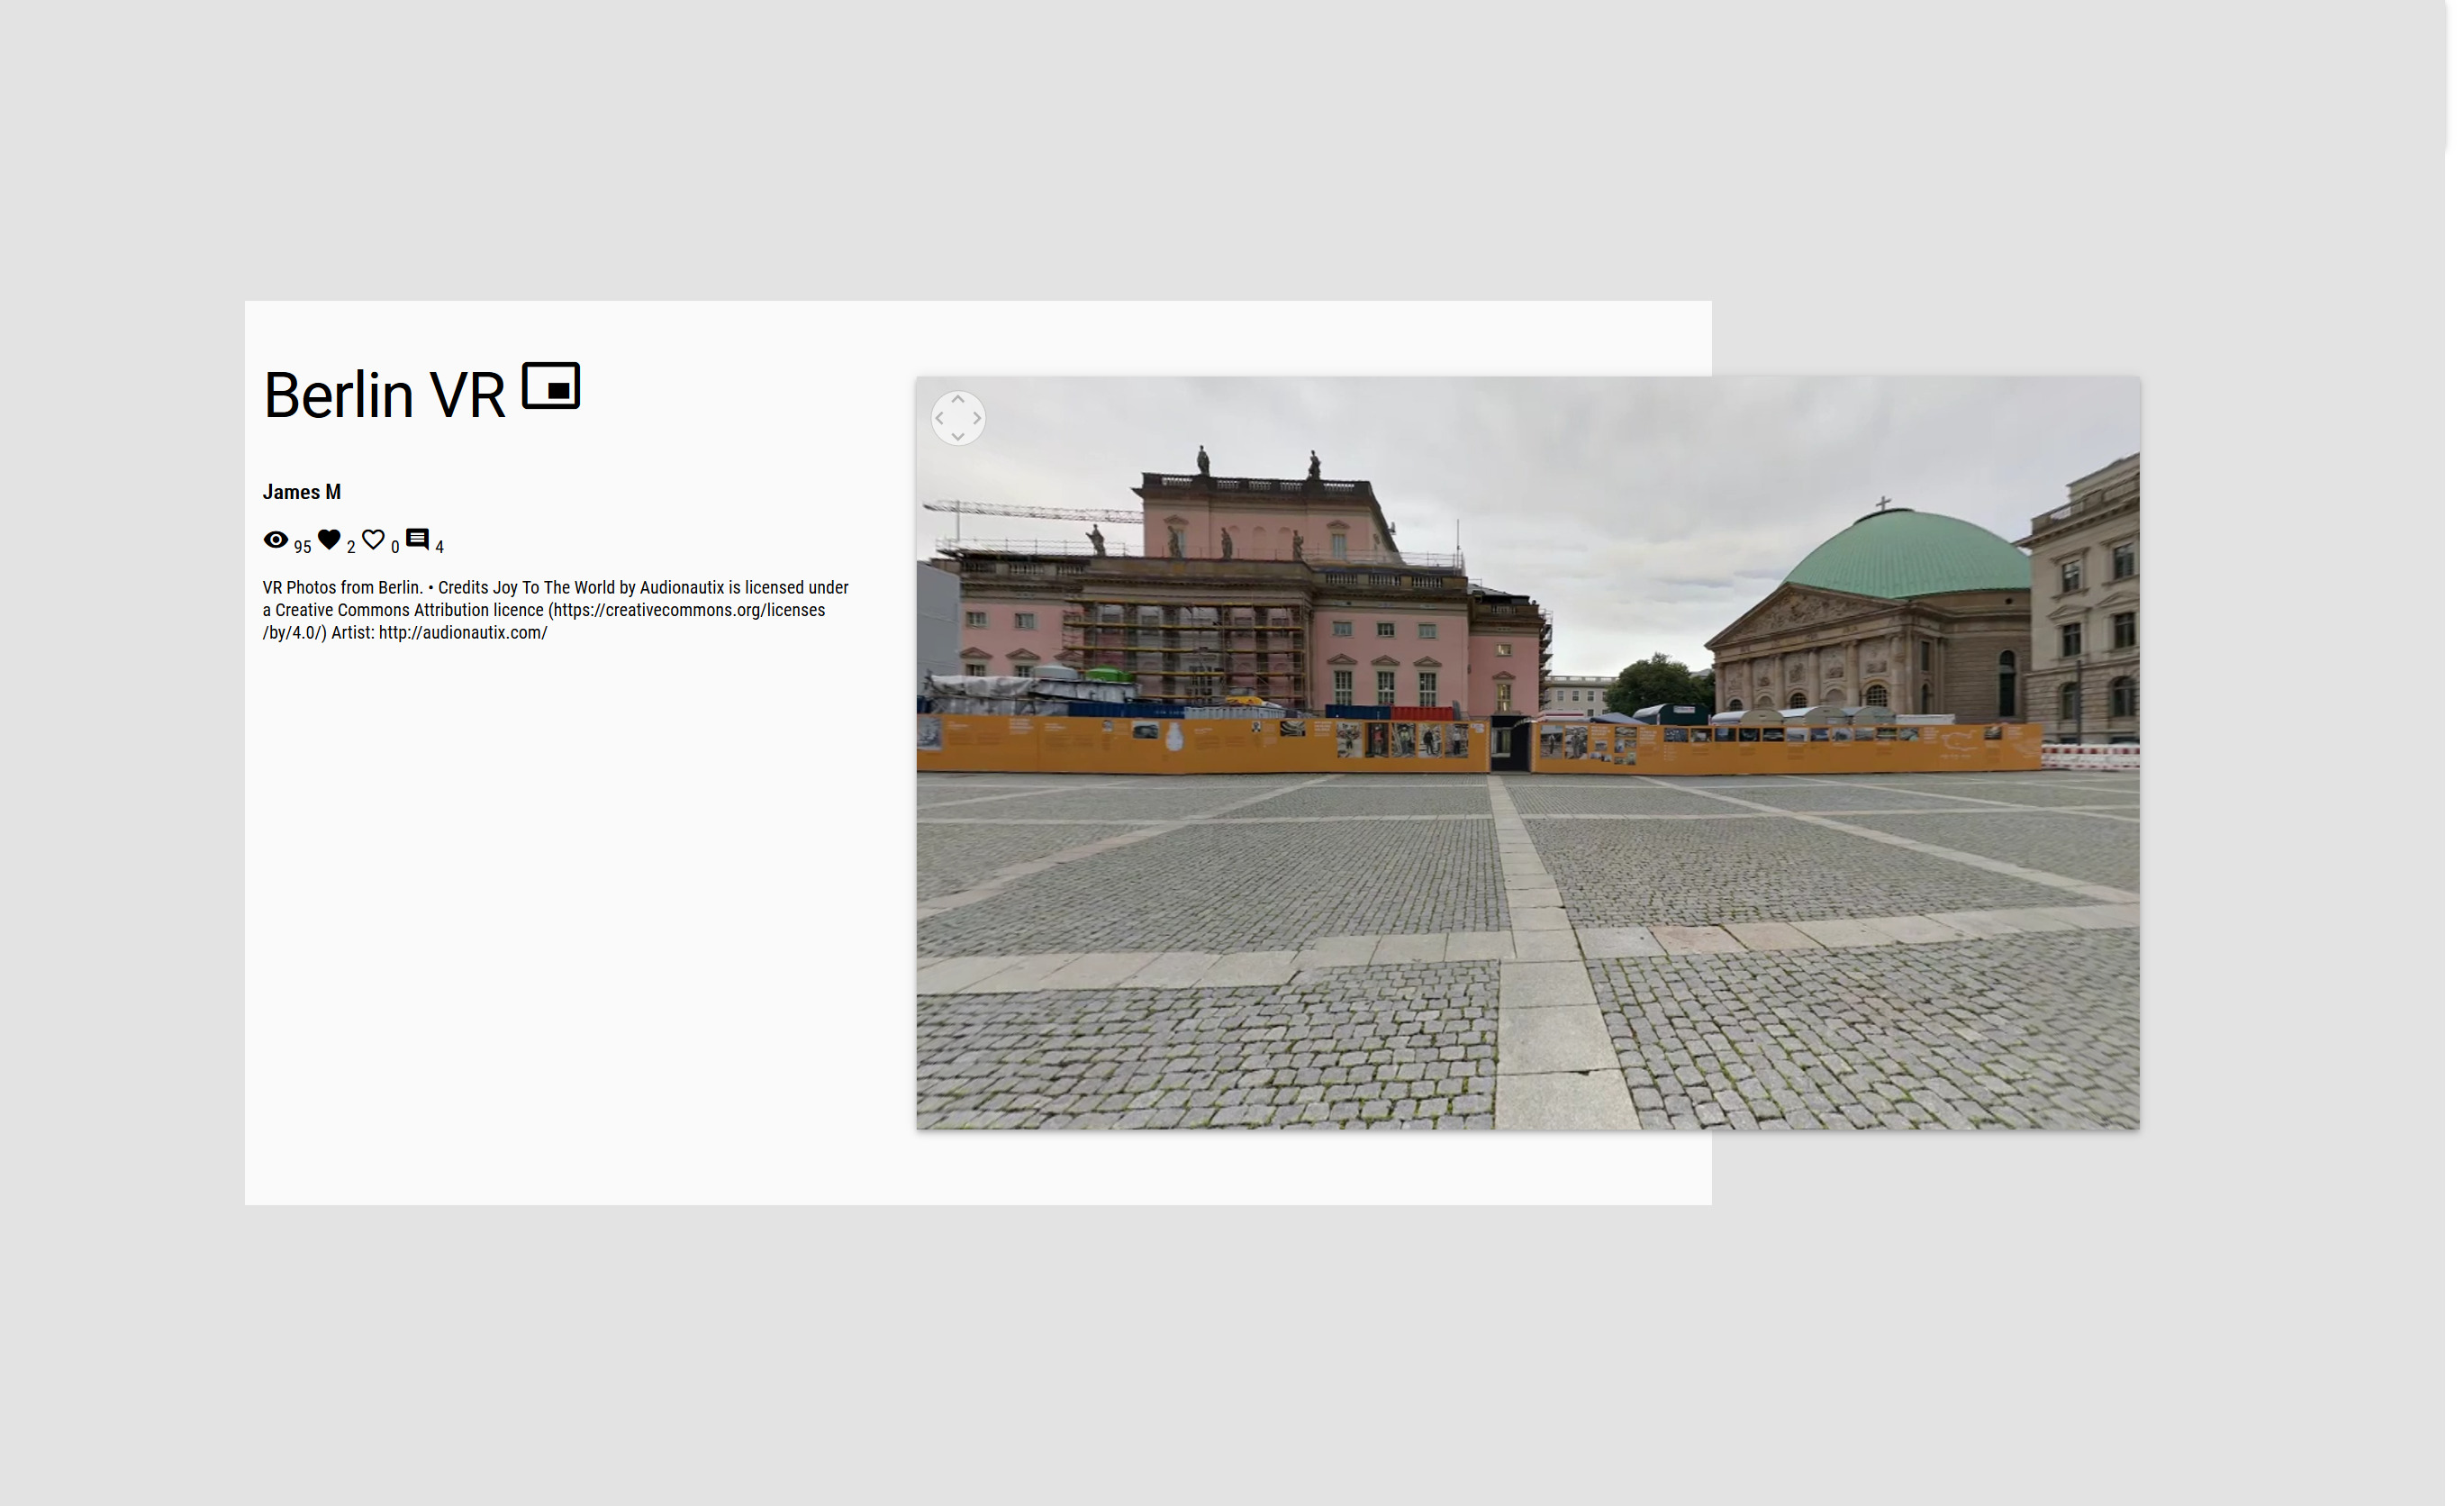 Berlin VR
James M
95 2 0 4
VR Photos from Berlin. • Credits Joy To The World by Audionautix is licensed under
a Creative Commons Attribution licence (https://creativecommons.org/licenses
/by/4.0/) Artist: http://audionautix.com/